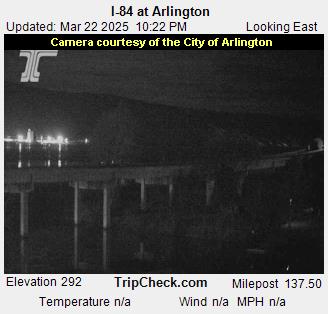 I-84 at Arlington
Updated: Mar 22 2025 10:22 PM Looking East
Camera courtesy of the City of Arlington
Elevation 292 TripCheck.com Milepost 137.50
Temperature n/a Wind n/a MPH n/a